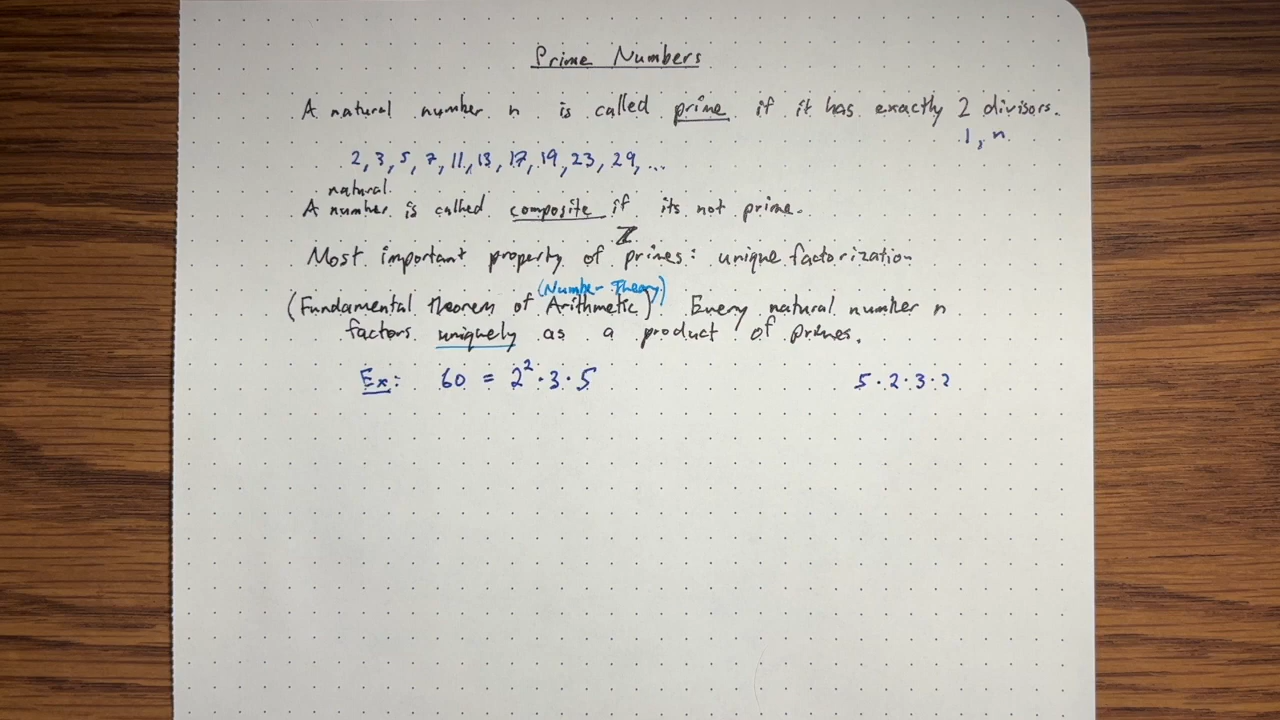 Prime Numbers
A natural number n is called prime if it has exactly 2 divisors.
1, n
2, 3, 5, 7, 11, 13, 17, 19, 23, 29, ...
natural
A number is called composite if its not prime.
ℤ
Most important property of primes: unique factorization
(Number Theory)
(Fundamental theorem of Arithmetic) Every natural number n
factors uniquely as a product of primes.
Ex: 60 = 2² · 3 · 5 5 · 2 · 3 · 2